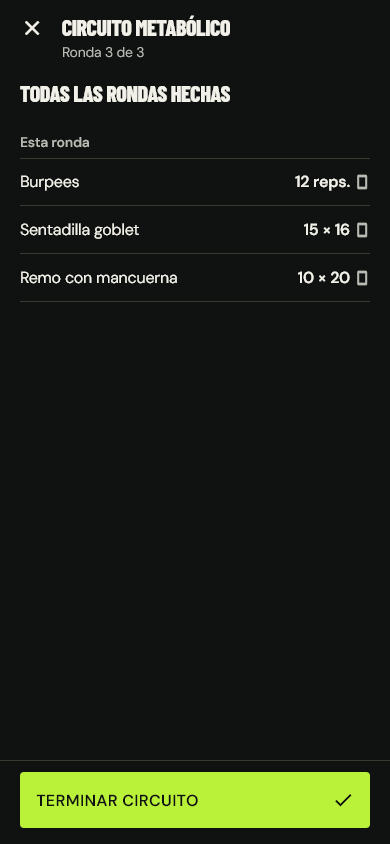 CIRCUITO METABÓLICO
Ronda 3 de 3
TODAS LAS RONDAS HECHAS
Esta ronda
Burpees 12 reps.
Sentadilla goblet 15 × 16
Remo con mancuerna 10 × 20
TERMINAR CIRCUITO